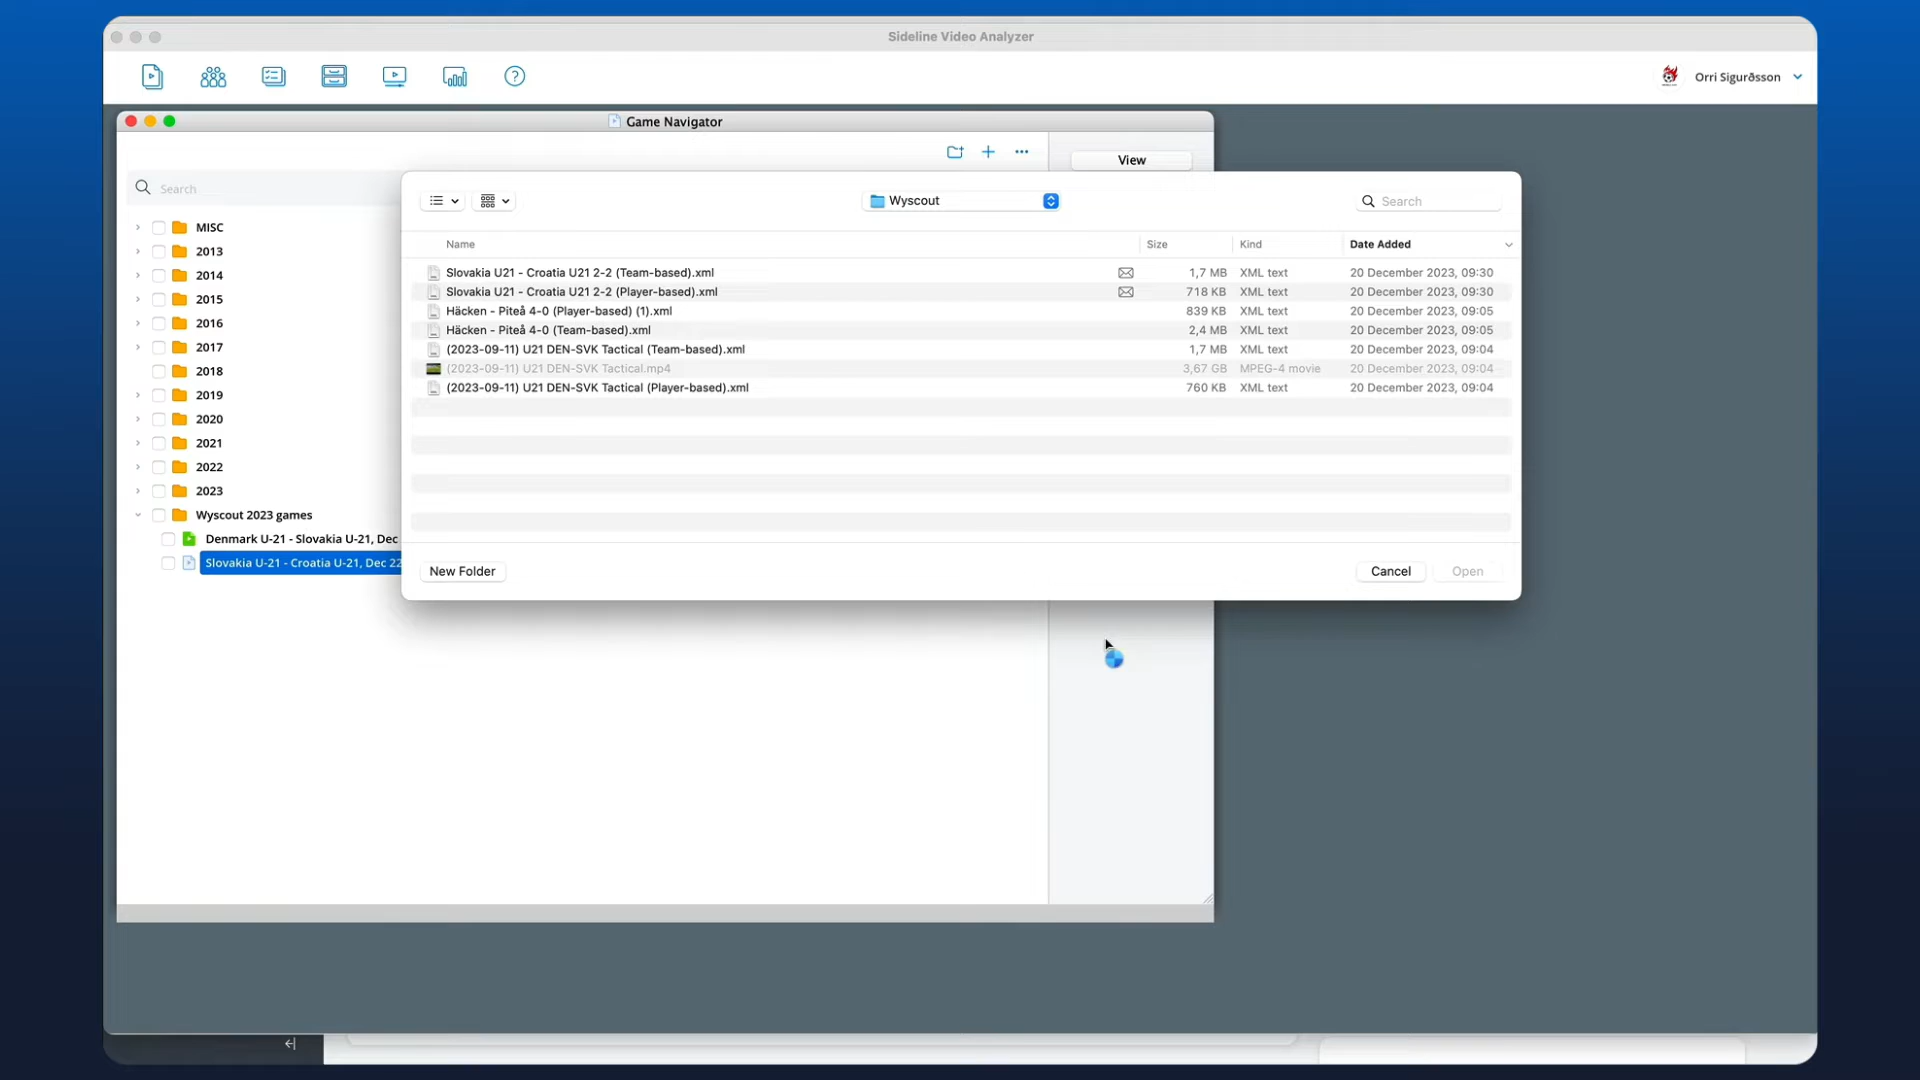 Sideline Video Analyzer
Orri Sigurðsson
Game Navigator
View
Search
MISC
2013
2014
2015
2016
2017
2018
2019
2020
2021
2022
2023
Wyscout 2023 games
Denmark U-21 - Slovakia U-21, Dec
Slovakia U-21 - Croatia U-21, Dec 22
Wyscout
Search
Name Size Kind Date Added
Slovakia U21 - Croatia U21 2-2 (Team-based).xml 1,7 MB XML text 20 December 2023, 09:30
Slovakia U21 - Croatia U21 2-2 (Player-based).xml 718 KB XML text 20 December 2023, 09:30
Häcken - Piteå 4-0 (Player-based) (1).xml 839 KB XML text 20 December 2023, 09:05
Häcken - Piteå 4-0 (Team-based).xml 2,4 MB XML text 20 December 2023, 09:05
(2023-09-11) U21 DEN-SVK Tactical (Team-based).xml 1,7 MB XML text 20 December 2023, 09:04
(2023-09-11) U21 DEN-SVK Tactical.mp4 3,67 GB MPEG-4 movie 20 December 2023, 09:04
(2023-09-11) U21 DEN-SVK Tactical (Player-based).xml 760 KB XML text 20 December 2023, 09:04
New Folder
Cancel
Open